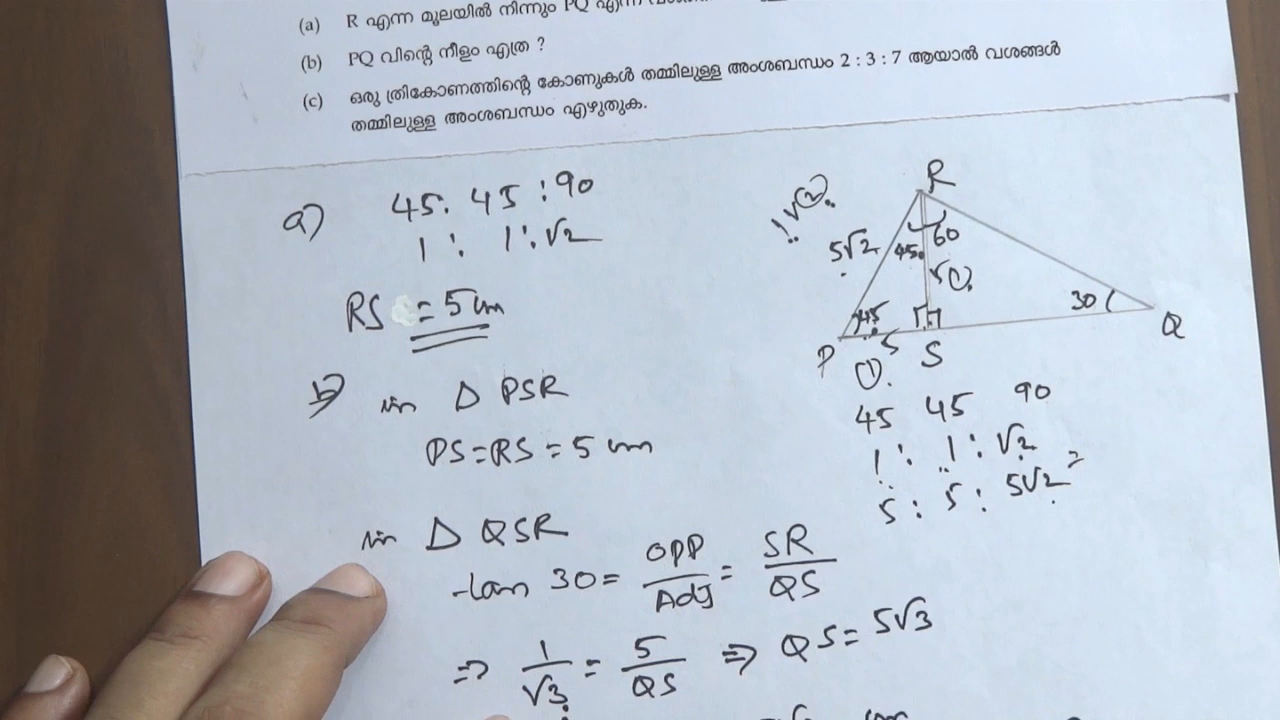 (a) R എന്ന മൂലയിൽ നിന്നും PQ എന്ന
(b) PQ വിന്റെ നീളം എത്ര ?
(c) ഒരു ത്രികോണത്തിന്റെ കോണുകൾ തമ്മിലുള്ള അംശബന്ധം 2 : 3 : 7 ആയാൽ വശങ്ങൾ
തമ്മിലുള്ള അംശബന്ധം എഴുതുക.
a) 45: 45 : 90
1 : 1 : √2
RS = 5 cm
b) in Δ PSR
PS = RS = 5 cm
in Δ QSR
tan 30 = OPP/Adj = SR/QS
⇒ 1/√3 = 5/QS ⇒ QS = 5√3
R
5√2 45 60
45 5 30
P S Q
45 45 90
1 : 1 : √2
5 : 5 : 5√2